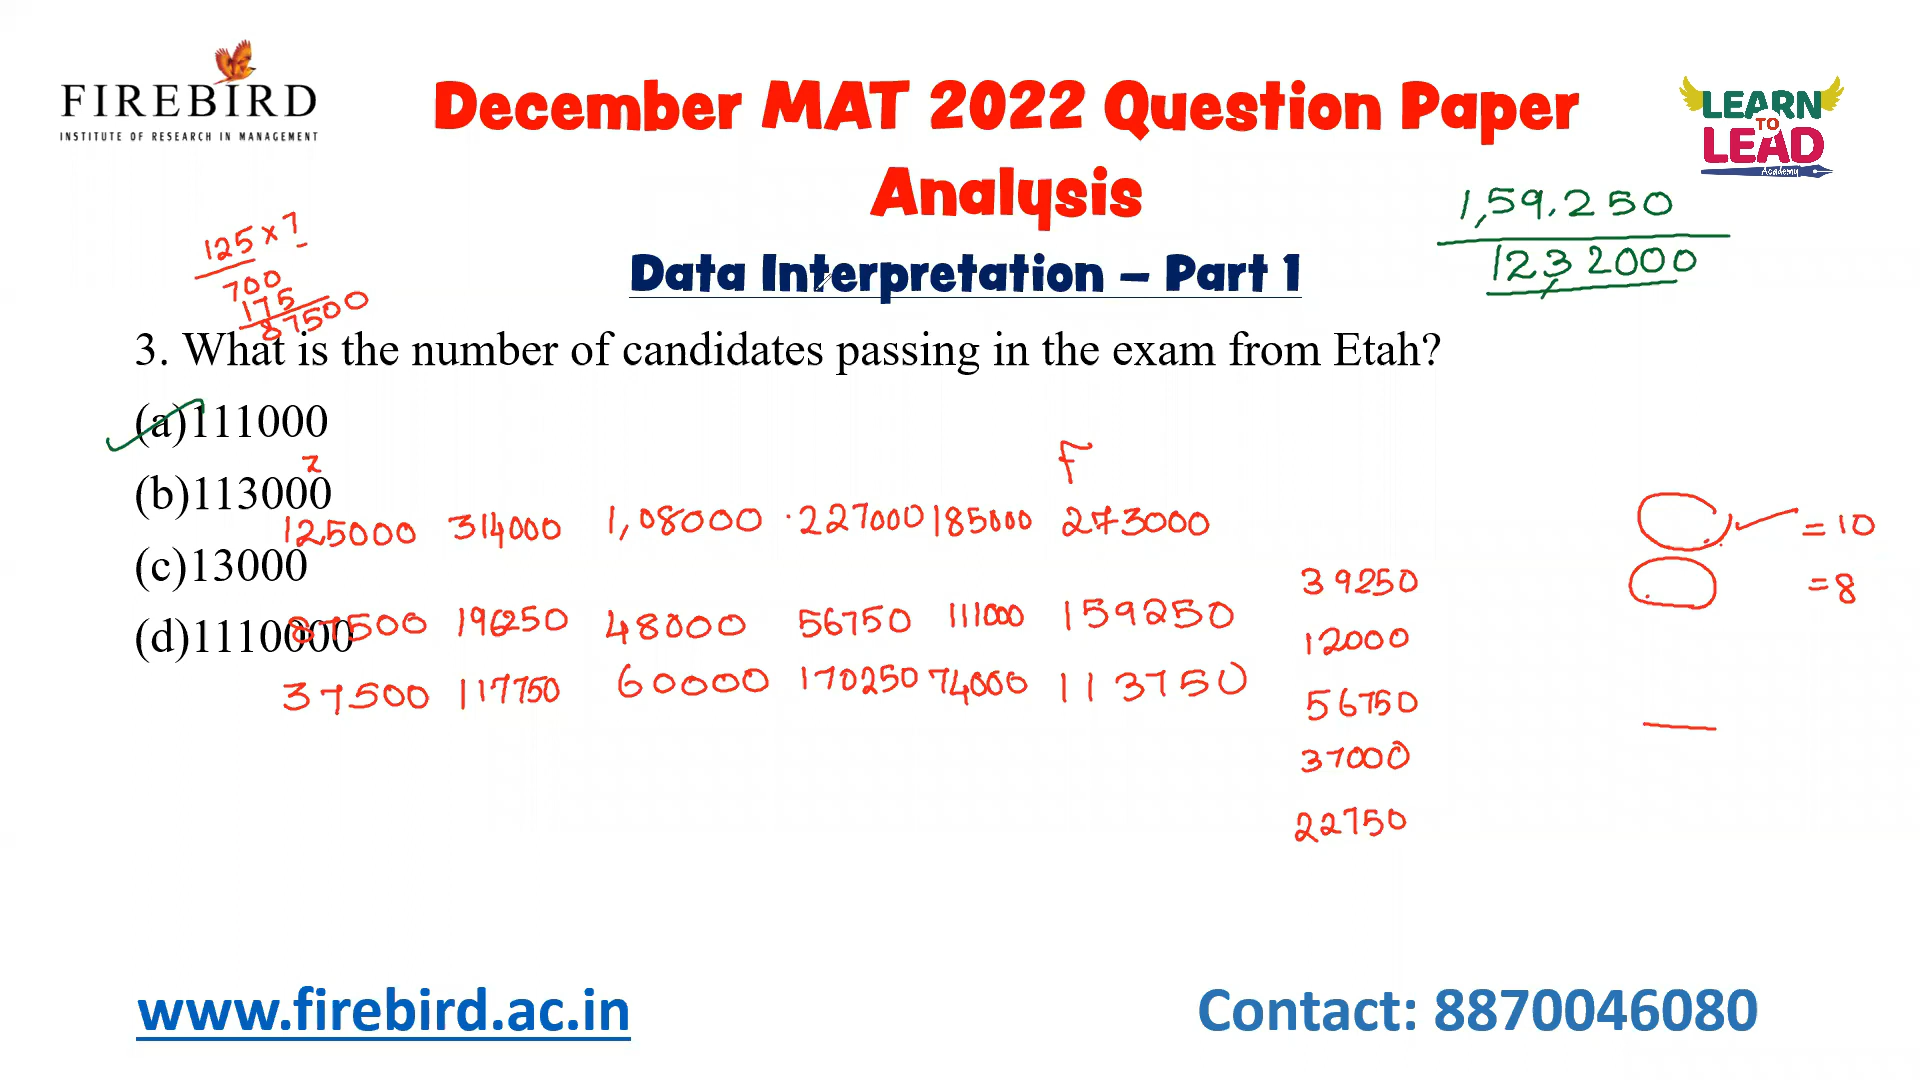 FIREBIRD
INSTITUTE OF RESEARCH IN MANAGEMENT
December MAT 2022 Question Paper
Analysis
LEARN
TO
LEAD
Academy
1,59,250
1232000
125 × 7
700
175
87500
Data Interpretation – Part 1
3. What is the number of candidates passing in the exam from Etah?
(a)111000
(b)113000
F
125000 314000 1,08000 227000 185000 273000
= 10
(c)13000
39250
= 8
(d)1110000
87500 196250 48000 56750 111000 159250
12000
37500 117750 60000 170250 74000 113750
56750
37000
22750
www.firebird.ac.in
Contact: 8870046080